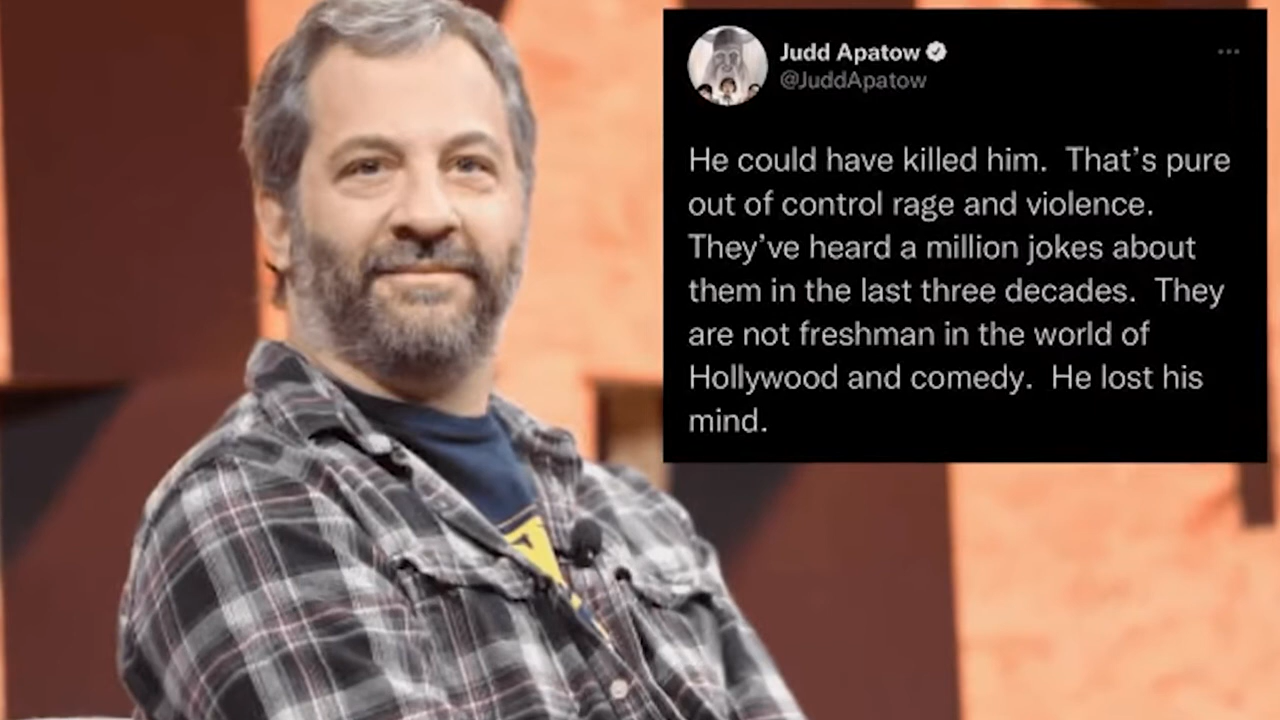 Judd Apatow
@JuddApatow
He could have killed him. That's pure
out of control rage and violence.
They've heard a million jokes about
them in the last three decades. They
are not freshman in the world of
Hollywood and comedy. He lost his
mind.